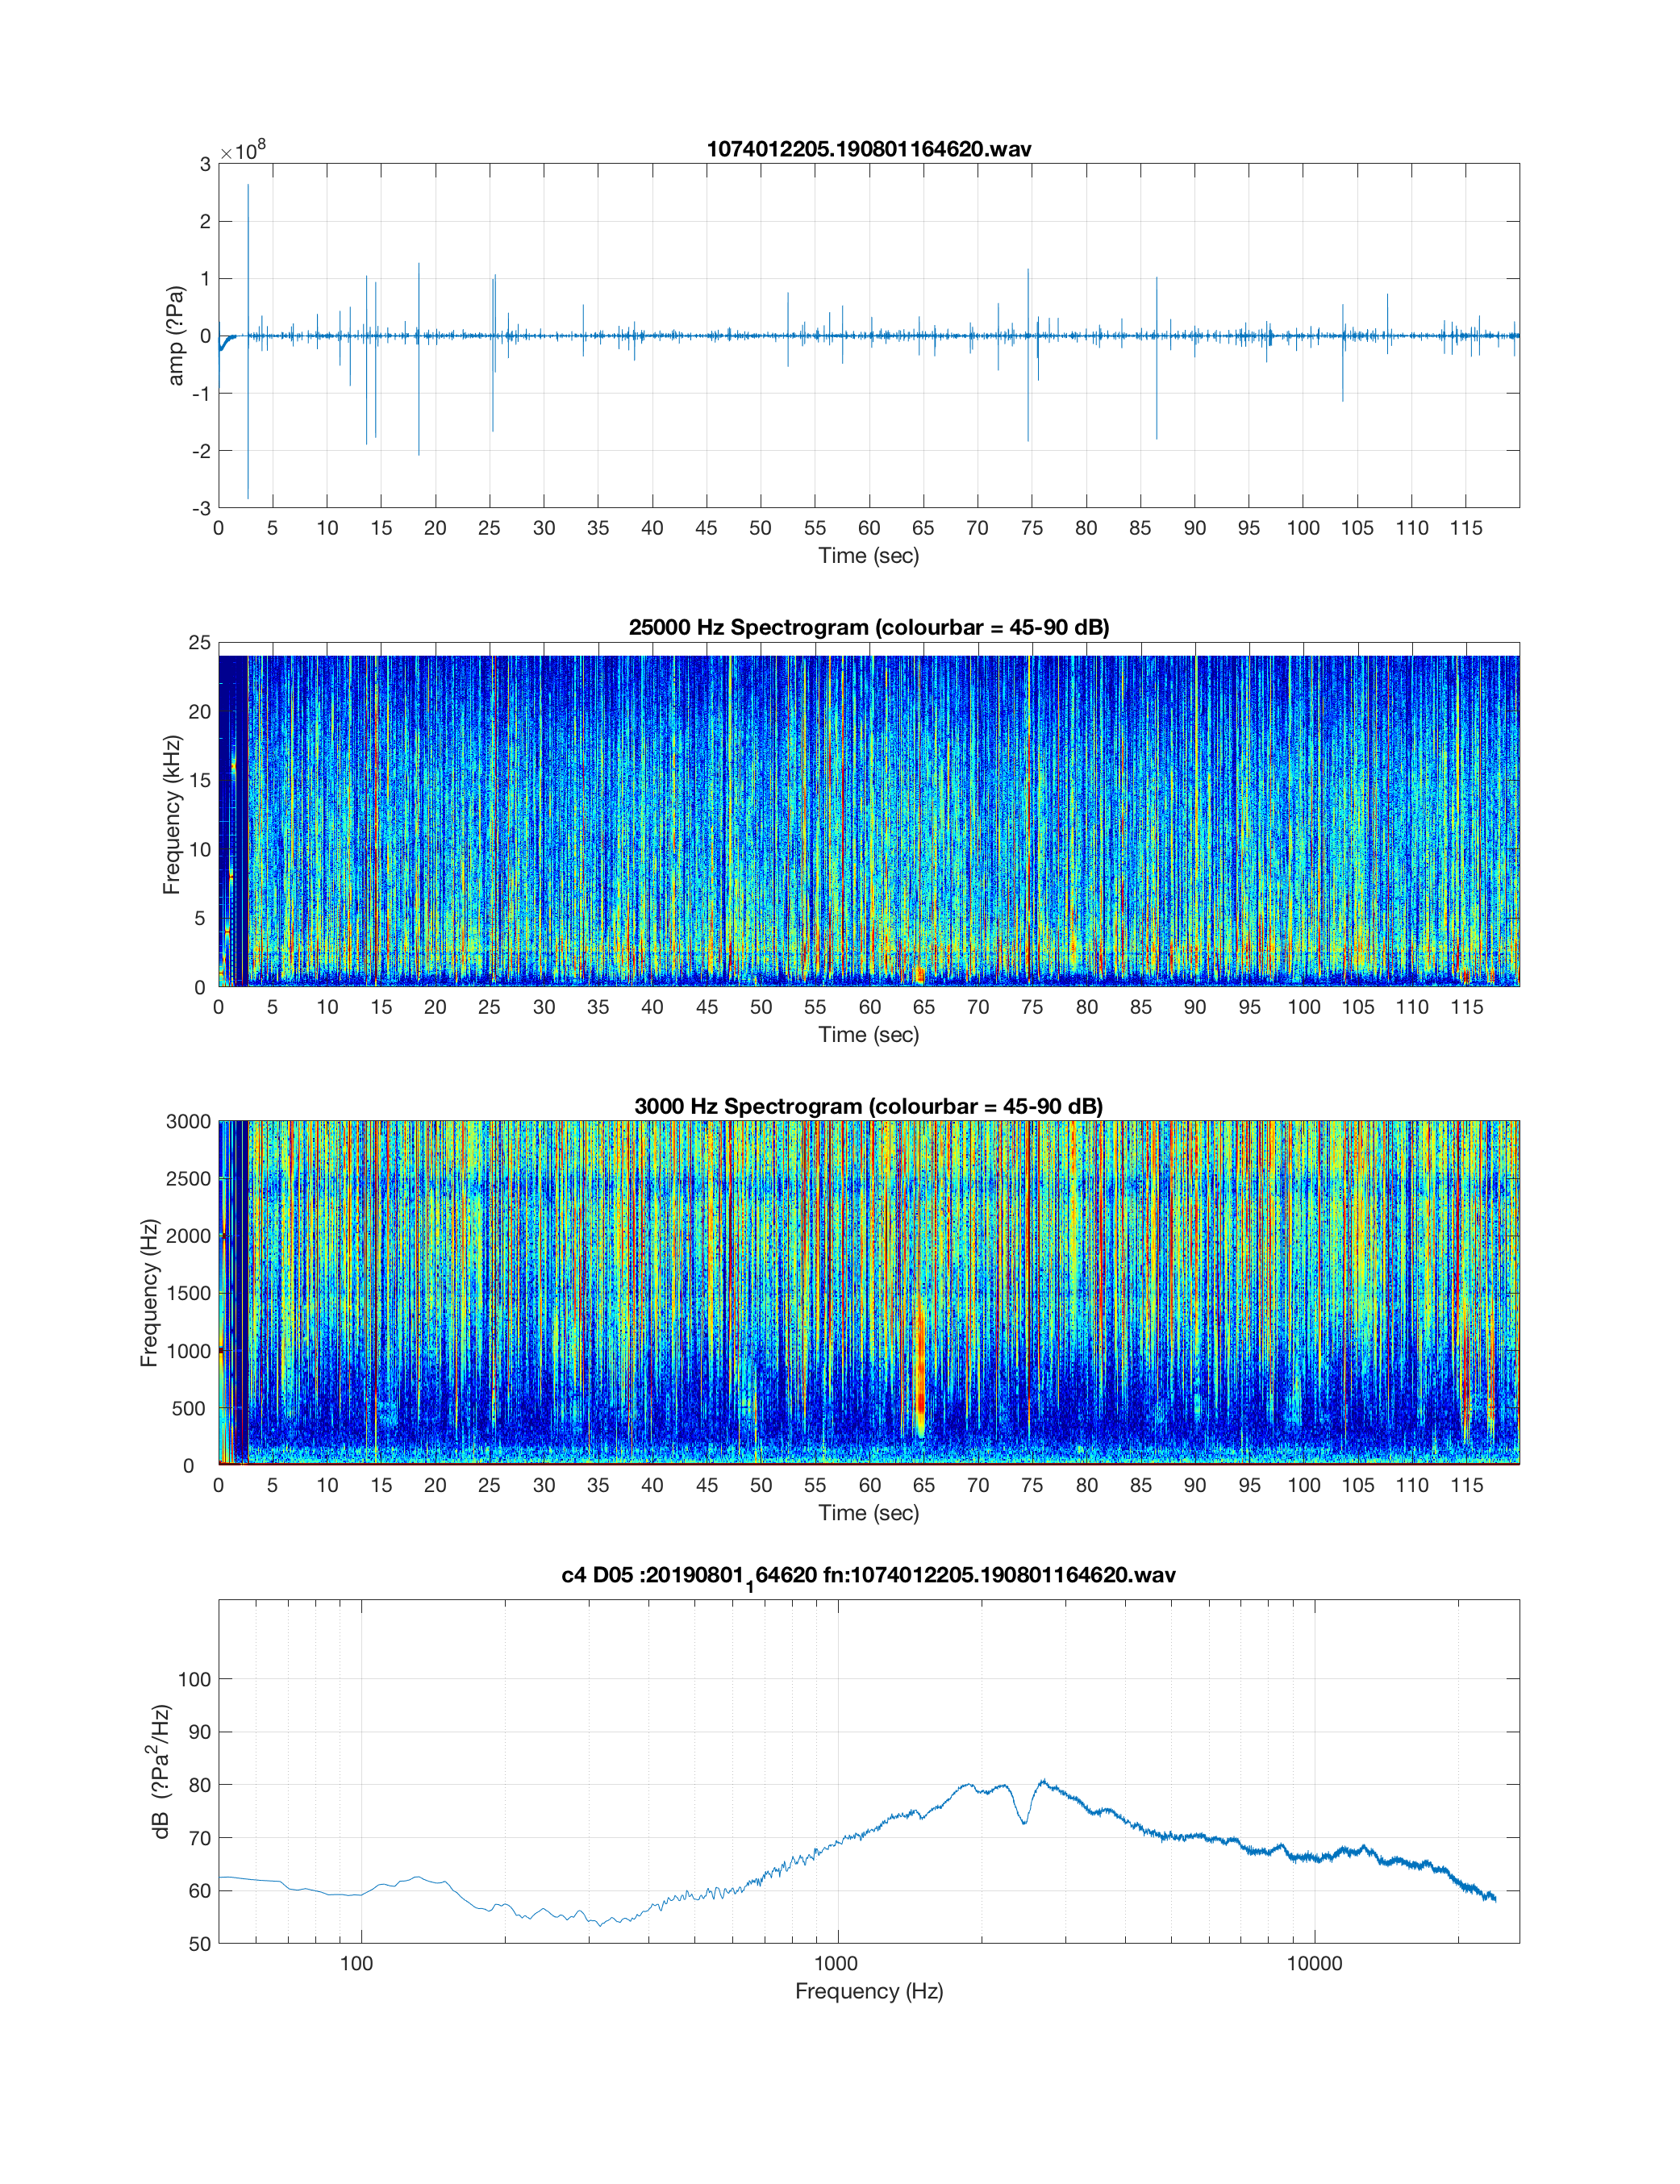 1074012205.190801164620.wav
×10⁸
3
2
1
0
-1
-2
-3
amp (?Pa)
0 5 10 15 20 25 30 35 40 45 50 55 60 65 70 75 80 85 90 95 100 105 110 115
Time (sec)
25000 Hz Spectrogram (colourbar = 45-90 dB)
25
20
15
10
5
0
Frequency (kHz)
0 5 10 15 20 25 30 35 40 45 50 55 60 65 70 75 80 85 90 95 100 105 110 115
Time (sec)
3000 Hz Spectrogram (colourbar = 45-90 dB)
3000
2500
2000
1500
1000
500
0
Frequency (Hz)
0 5 10 15 20 25 30 35 40 45 50 55 60 65 70 75 80 85 90 95 100 105 110 115
Time (sec)
c4 D05 :20190801₁64620 fn:1074012205.190801164620.wav
100
90
80
70
60
50
dB (?Pa²/Hz)
100 1000 10000
Frequency (Hz)